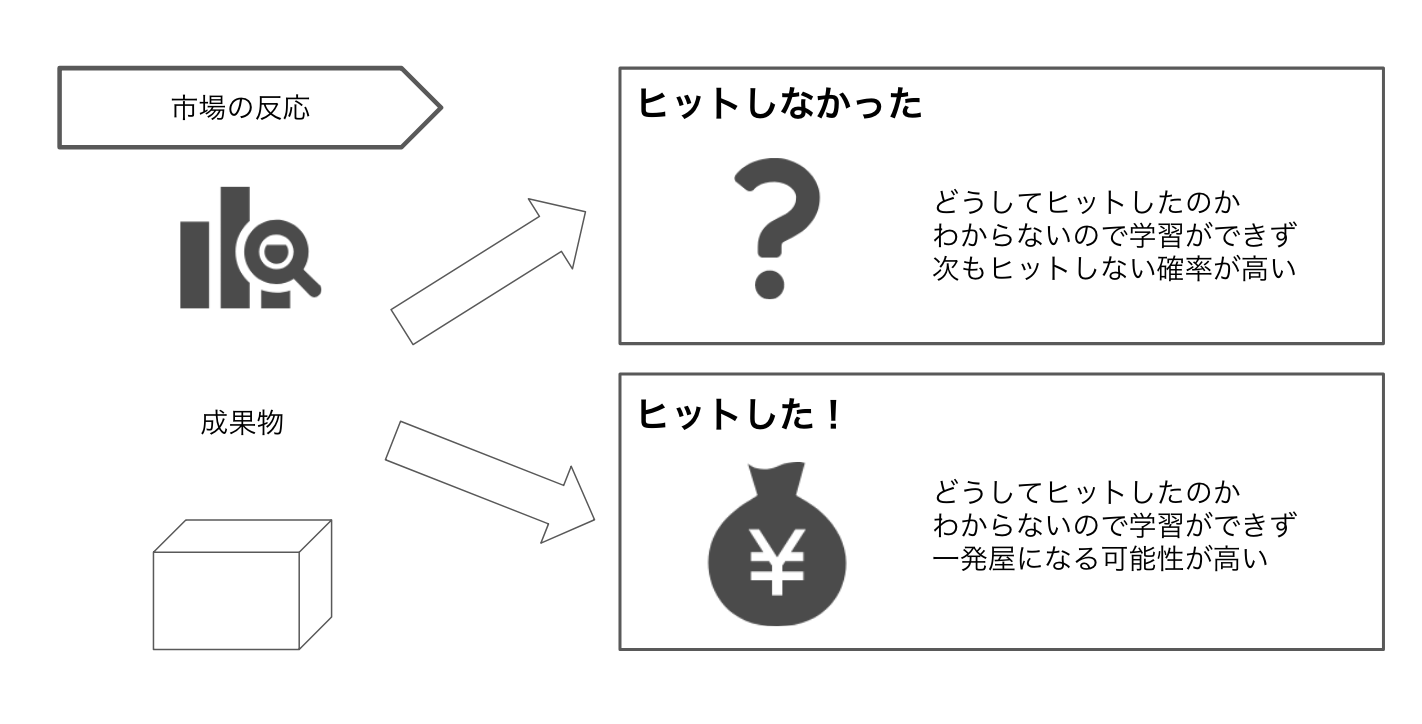 市場の反応
成果物
ヒットしなかった
どうしてヒットしたのか
わからないので学習ができず
次もヒットしない確率が高い
ヒットした！
¥
どうしてヒットしたのか
わからないので学習ができず
一発屋になる可能性が高い